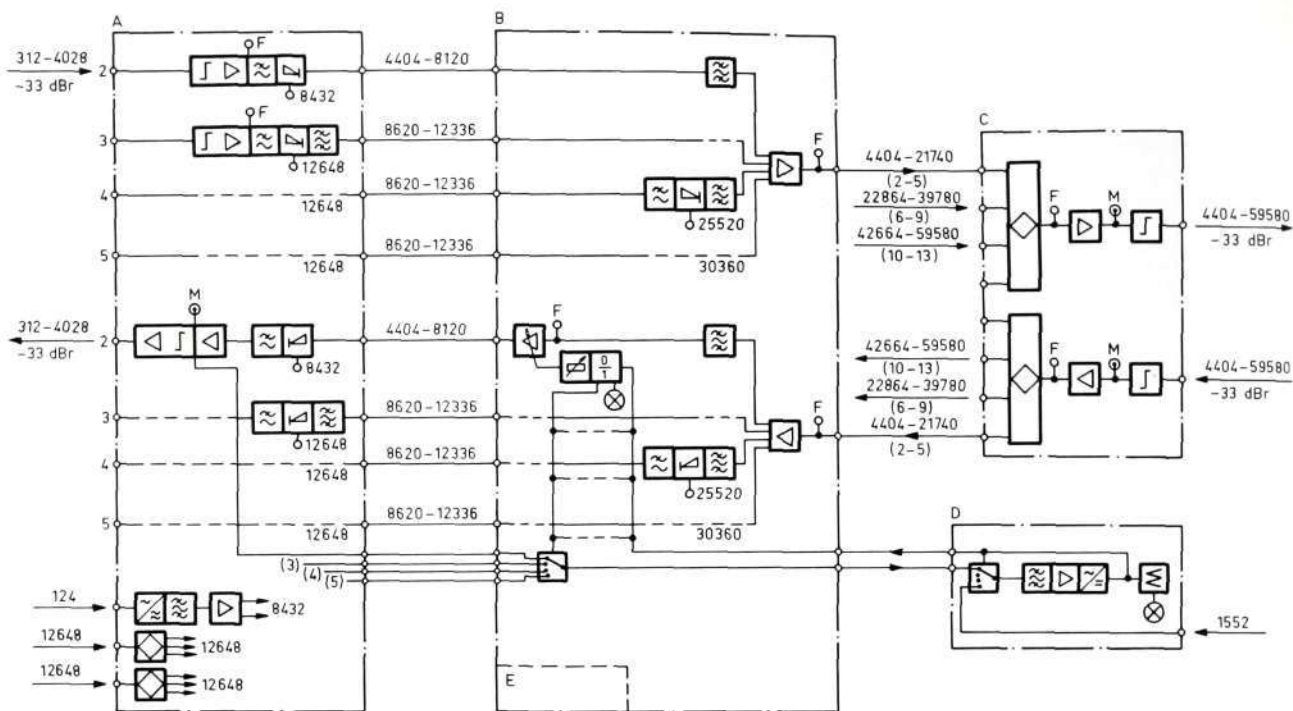 A
B
312-4028
-33 dBr
2
F
8432
4404-8120
3
F
12648
8620-12336
F
4
12648
8620-12336
25520
5
12648
8620-12336
30360
C
4404-21740
(2-5)
22864-39780
(6-9)
42664-59580
(10-13)
F
M
4404-59580
-33 dBr
312-4028
-33 dBr
2
M
8432
4404-8120
F
0
1
3
12648
8620-12336
F
4
12648
8620-12336
25520
5
12648
8620-12336
30360
42664-59580
(10-13)
22864-39780
(6-9)
4404-21740
(2-5)
F
M
4404-59580
-33 dBr
(3)
(4)
(5)
D
1552
124
8432
12648
12648
12648
12648
E